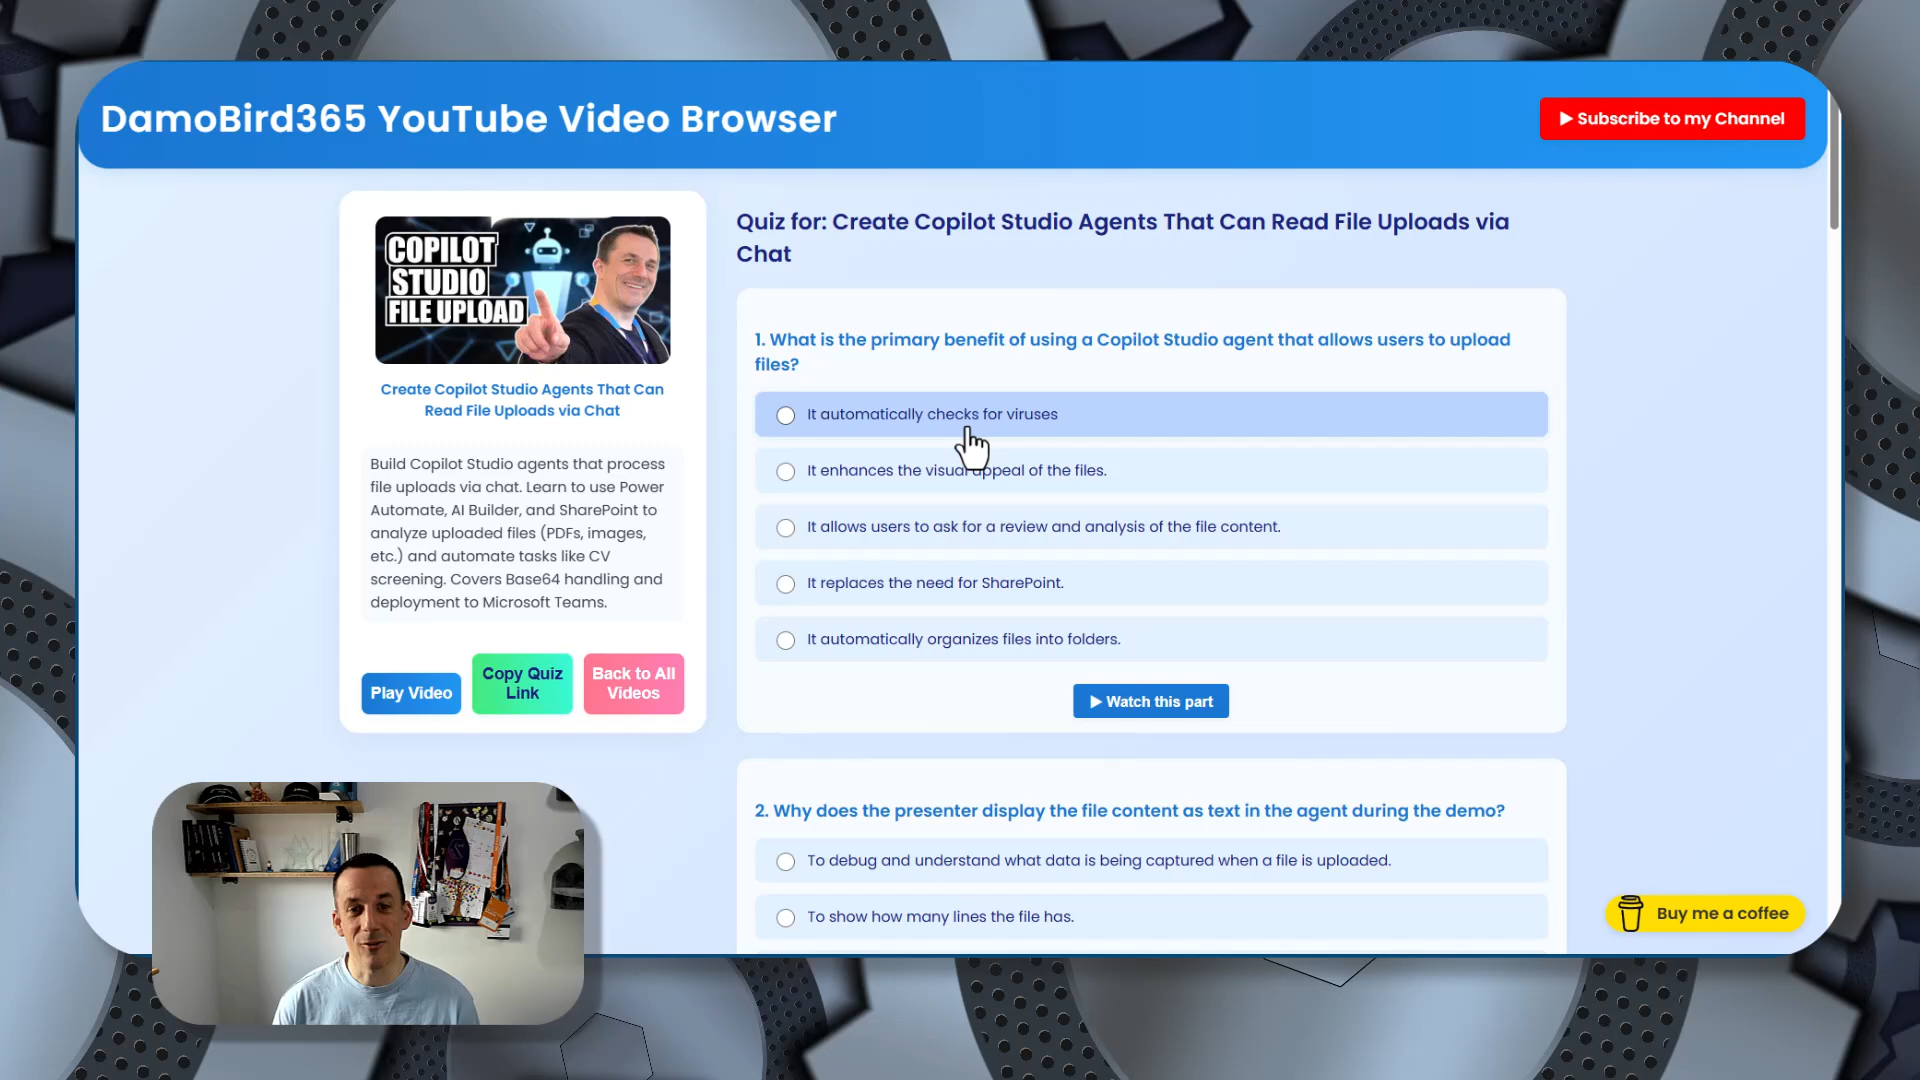 DamoBird365 YouTube Video Browser
Subscribe to my Channel
COPILOT
STUDIO
FILE UPLOAD
Create Copilot Studio Agents That Can
Read File Uploads via Chat
Build Copilot Studio agents that process
file uploads via chat. Learn to use Power
Automate, AI Builder, and SharePoint to
analyze uploaded files (PDFs, images,
etc.) and automate tasks like CV
screening. Covers Base64 handling and
deployment to Microsoft Teams.
Play Video
Copy Quiz
Link
Back to All
Videos
Quiz for: Create Copilot Studio Agents That Can Read File Uploads via
Chat
1. What is the primary benefit of using a Copilot Studio agent that allows users to upload
files?
It automatically checks for viruses
It enhances the visual appeal of the files.
It allows users to ask for a review and analysis of the file content.
It replaces the need for SharePoint.
It automatically organizes files into folders.
Watch this part
2. Why does the presenter display the file content as text in the agent during the demo?
To debug and understand what data is being captured when a file is uploaded.
To show how many lines the file has.
Buy me a coffee